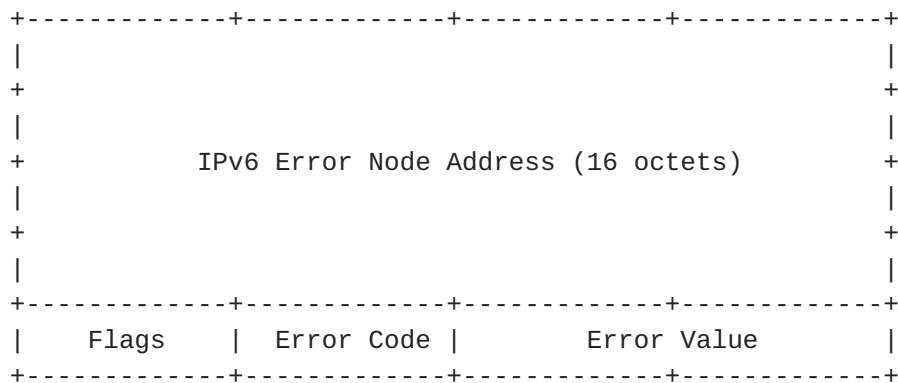 IPv6 Error Node Address (16 octets)
Flags | Error Code | Error Value